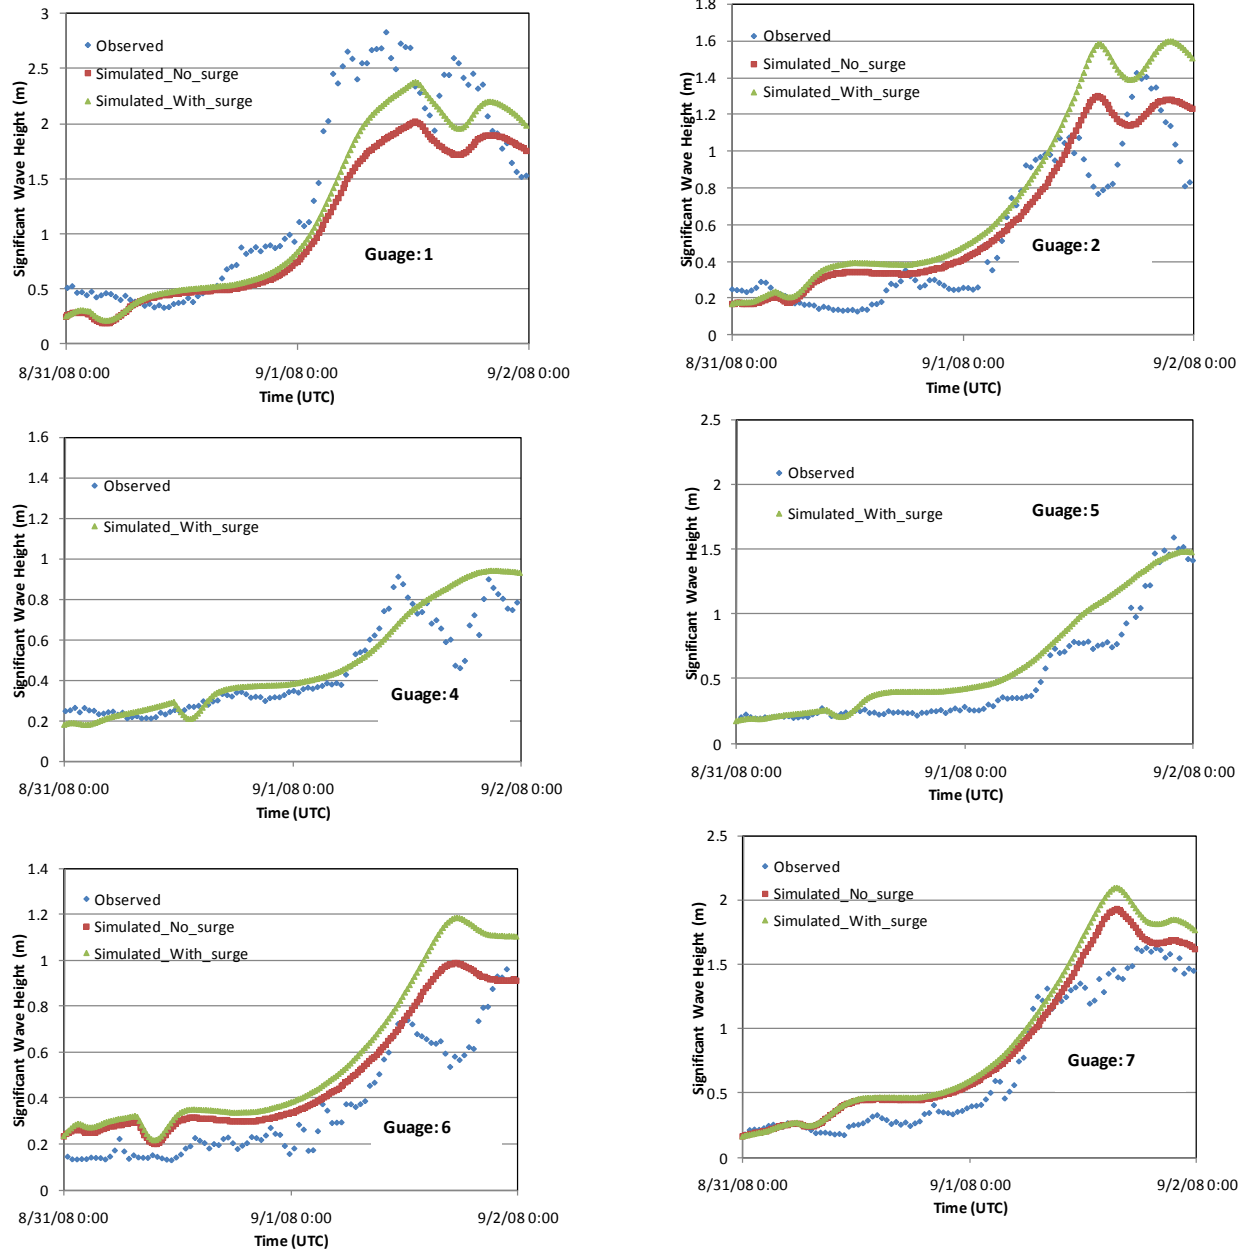 3
2.5
2
1.5
1
0.5
0
Significant Wave Height (m)
Observed
Simulated_No_surge
Simulated_With_surge
Guage: 1
8/31/08 0:00
9/1/08 0:00
9/2/08 0:00
Time (UTC)
1.8
1.6
1.4
1.2
1
0.8
0.6
0.4
0.2
0
Significant Wave Height (m)
Observed
Simulated_No_surge
Simulated_With_surge
Guage: 2
8/31/08 0:00
9/1/08 0:00
9/2/08 0:00
Time (UTC)
1.6
1.4
1.2
1
0.8
0.6
0.4
0.2
0
Significant Wave Height (m)
Observed
Simulated_With_surge
Guage: 4
8/31/08 0:00
9/1/08 0:00
9/2/08 0:00
Time (UTC)
2.5
2
1.5
1
0.5
0
Significant Wave Height (m)
Observed
Simulated_With_surge
Guage: 5
8/31/08 0:00
9/1/08 0:00
9/2/08 0:00
Time (UTC)
1.4
1.2
1
0.8
0.6
0.4
0.2
0
Significant Wave Height (m)
Observed
Simulated_No_surge
Simulated_With_surge
Guage: 6
8/31/08 0:00
9/1/08 0:00
9/2/08 0:00
Time (UTC)
2.5
2
1.5
1
0.5
0
Significant Wave Height (m)
Observed
Simulated_No_surge
Simulated_With_surge
Guage: 7
8/31/08 0:00
9/1/08 0:00
9/2/08 0:00
Time (UTC)